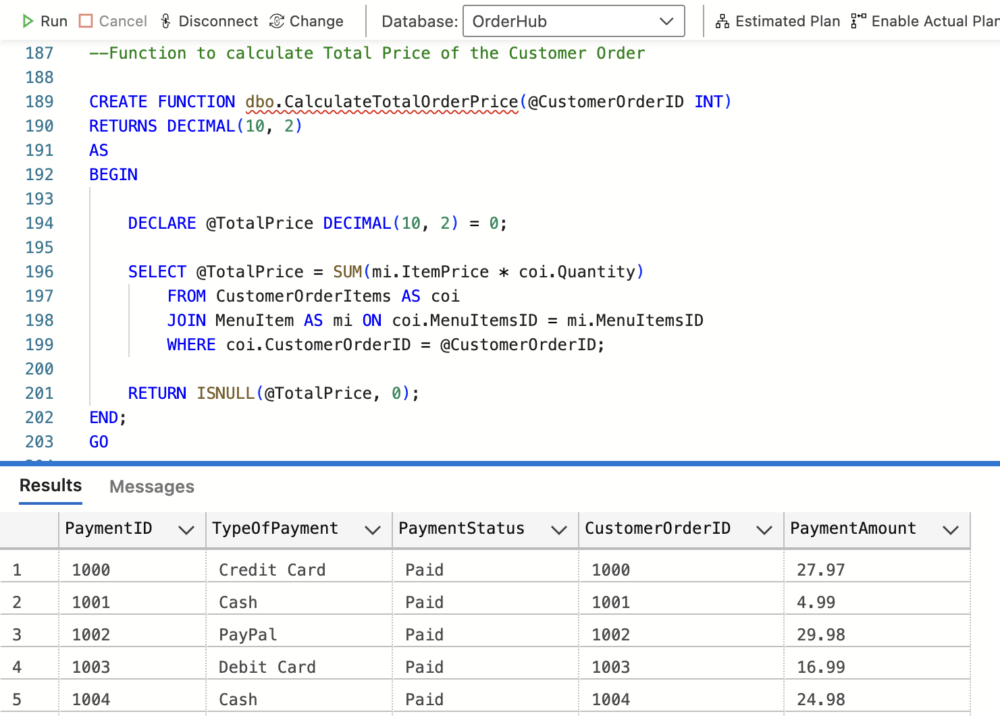 Run Cancel Disconnect Change Database: OrderHub Estimated Plan Enable Actual Plan
187 --Function to calculate Total Price of the Customer Order
188
189 CREATE FUNCTION dbo.CalculateTotalOrderPrice(@CustomerOrderID INT)
190 RETURNS DECIMAL(10, 2)
191 AS
192 BEGIN
193
194 DECLARE @TotalPrice DECIMAL(10, 2) = 0;
195
196 SELECT @TotalPrice = SUM(mi.ItemPrice * coi.Quantity)
197 FROM CustomerOrderItems AS coi
198 JOIN MenuItem AS mi ON coi.MenuItemsID = mi.MenuItemsID
199 WHERE coi.CustomerOrderID = @CustomerOrderID;
200
201 RETURN ISNULL(@TotalPrice, 0);
202 END;
203 GO
Results Messages
PaymentID TypeOfPayment PaymentStatus CustomerOrderID PaymentAmount
1 1000 Credit Card Paid 1000 27.97
2 1001 Cash Paid 1001 4.99
3 1002 PayPal Paid 1002 29.98
4 1003 Debit Card Paid 1003 16.99
5 1004 Cash Paid 1004 24.98